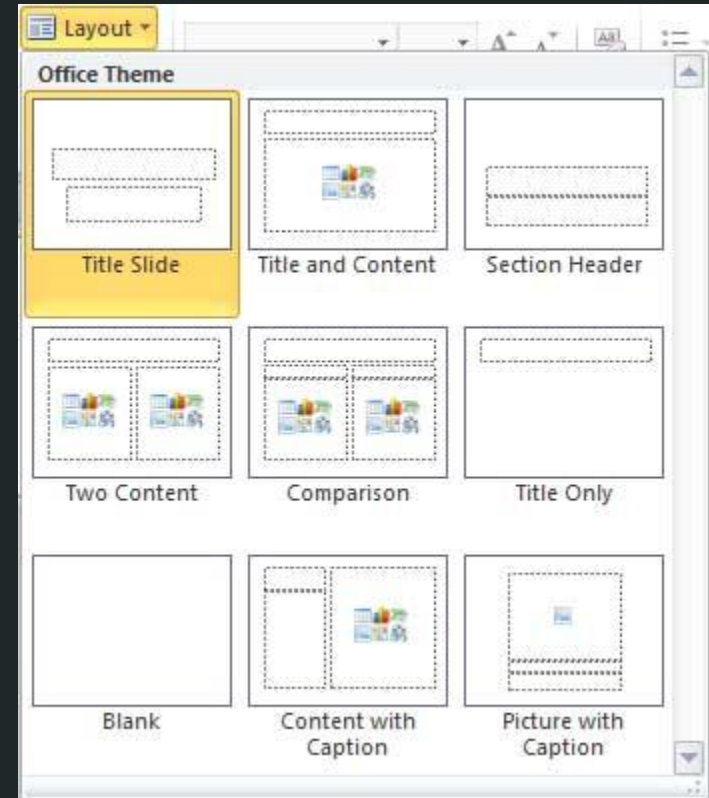 Layout
Office Theme
Title Slide
Title and Content
Section Header
Two Content
Comparison
Title Only
Blank
Content with
Caption
Picture with
Caption